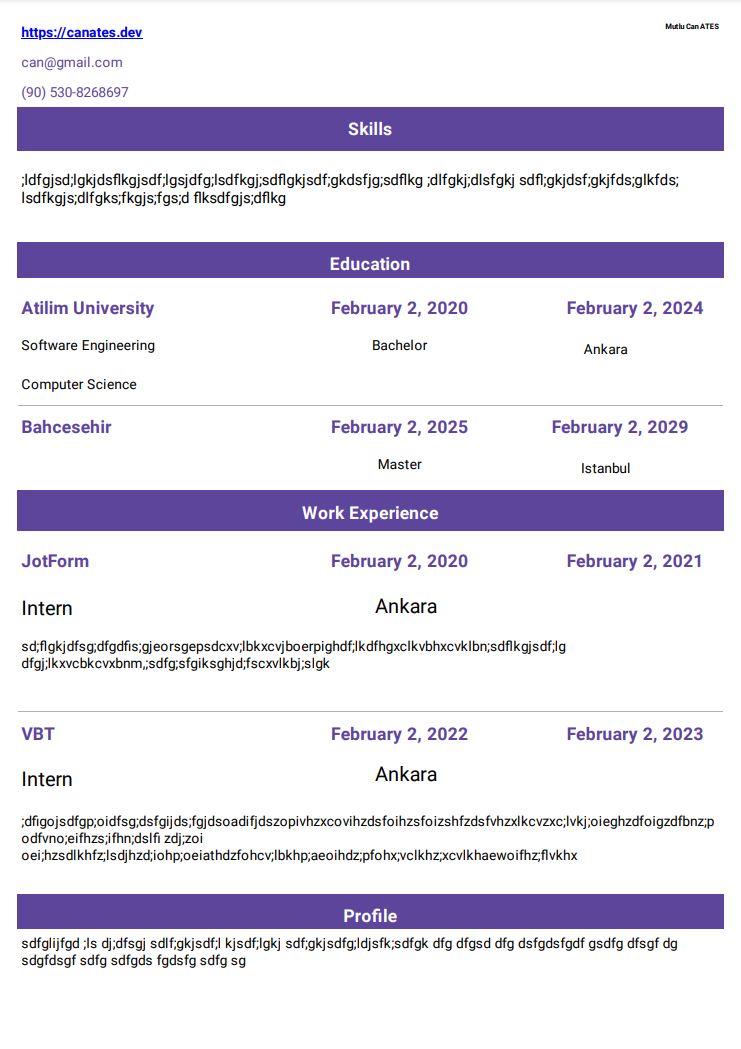 https://canates.dev
Mutlu Can ATES
can@gmail.com
(90) 530-8268697
Skills
;ldfgjsd;lgkjdsflkgjsdf;lgsjdfg;lsdfkgj;sdflgkjsdf;gkdsfjg;sdflkg ;dlfgkj;dlsfgkj sdfl;gkjdsf;gkjfds;glkfds;
lsdfkgjs;dlfgks;fkgjs;fgs;d flksdfgjs;dflkg
Education
Atilim University February 2, 2020 February 2, 2024
Software Engineering Bachelor Ankara
Computer Science
Bahcesehir February 2, 2025 February 2, 2029
Master Istanbul
Work Experience
JotForm February 2, 2020 February 2, 2021
Intern Ankara
sd;flgkjdfsg;dfgdfis;gjeorsgepsdcxv;lbkxcvjboerpighdf;lkdfhgxclkvbhxcvklbn;sdflkgjsdf;lg
dfgj;lkxvcbkcvxbnm,;sdfg;sfgiksghjd;fscxvlkbj;slgk
VBT February 2, 2022 February 2, 2023
Intern Ankara
;dfigojsdfgp;oidfsg;dsfgijds;fgjdsoadifjdszopivhzxcovihzdsfoihzsfoizshfzdsfvhzxlkcvzxc;lvkj;oieghzdfoigzdfbnz;p
odfvno;eifhzs;ifhn;dslfi zdj;zoi
oei;hzsdlkhfz;lsdjhzd;iohp;oeiathdzfohcv;lbkhp;aeoihdz;pfohx;vclkhz;xcvlkhaewoifhz;flvkhx
Profile
sdfglijfgd ;ls dj;dfsgj sdlf;gkjsdf;l kjsdf;lgkj sdf;gkjsdfg;ldjsfk;sdfgk dfg dfgsd dfg dsfgdsfgdf gsdfg dfsgf dg
sdgfdsgf sdfg sdfgds fgdsfg sdfg sg